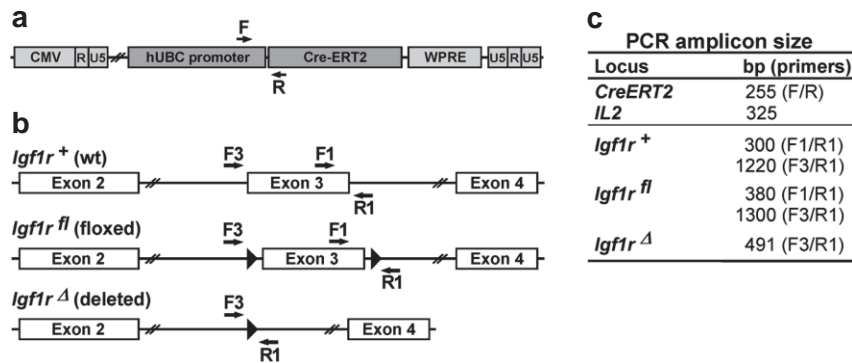 a
F
CMV R U5 hUBC promoter Cre-ERT2 WPRE U5 R U5
R
b
Igf1r + (wt) F3 F1
Exon 2 Exon 3 Exon 4
R1
Igf1r fl (floxed) F3 F1
Exon 2 Exon 3 Exon 4
R1
Igf1r Δ (deleted) F3
Exon 2 Exon 4
R1
c
PCR amplicon size
Locus bp (primers)
CreERT2 255 (F/R)
IL2 325
Igf1r + 300 (F1/R1)
1220 (F3/R1)
Igf1r fl 380 (F1/R1)
1300 (F3/R1)
Igf1r Δ 491 (F3/R1)